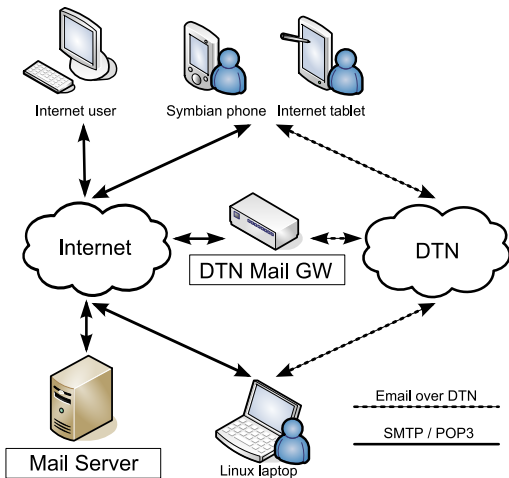 Internet user
Symbian phone
Internet tablet
Internet
DTN Mail GW
DTN
Mail Server
Linux laptop
Email over DTN
SMTP / POP3